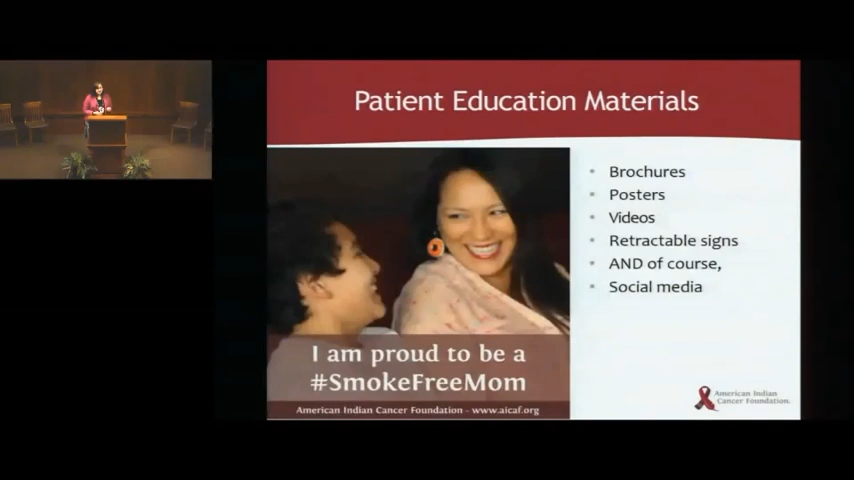 Patient Education Materials
Brochures
Posters
Videos
Retractable signs
AND of course,
Social media
I am proud to be a
#SmokeFreeMom
American Indian Cancer Foundation - www.aicaf.org
American Indian
Cancer Foundation.